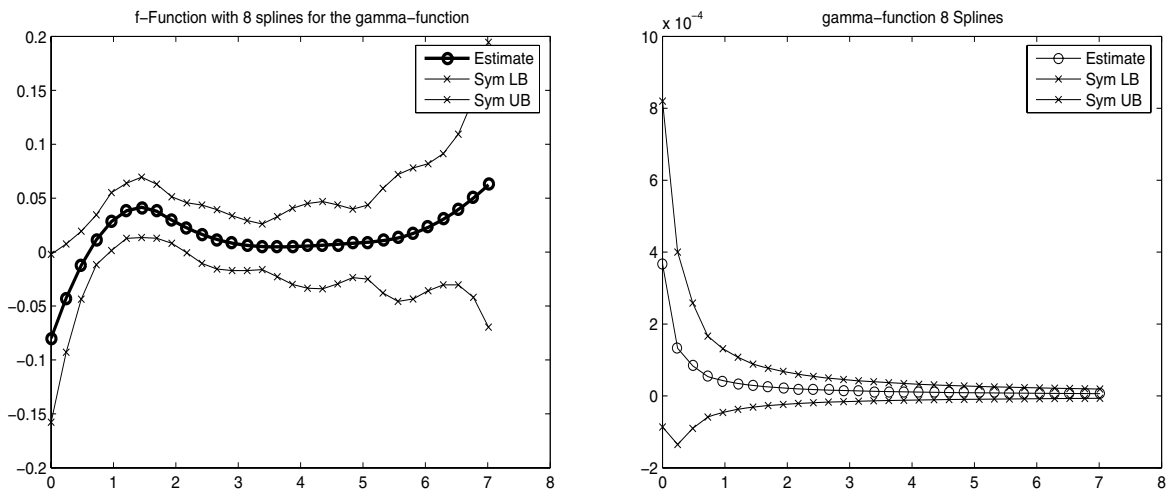 f−Function with 8 splines for the gamma−function
0.2
0.15
0.1
0.05
0
−0.05
−0.1
−0.15
−0.2
0 1 2 3 4 5 6 7 8
Estimate
Sym LB
Sym UB
gamma−function 8 Splines
x 10⁻⁴
10
8
6
4
2
0
−2
0 1 2 3 4 5 6 7 8
Estimate
Sym LB
Sym UB